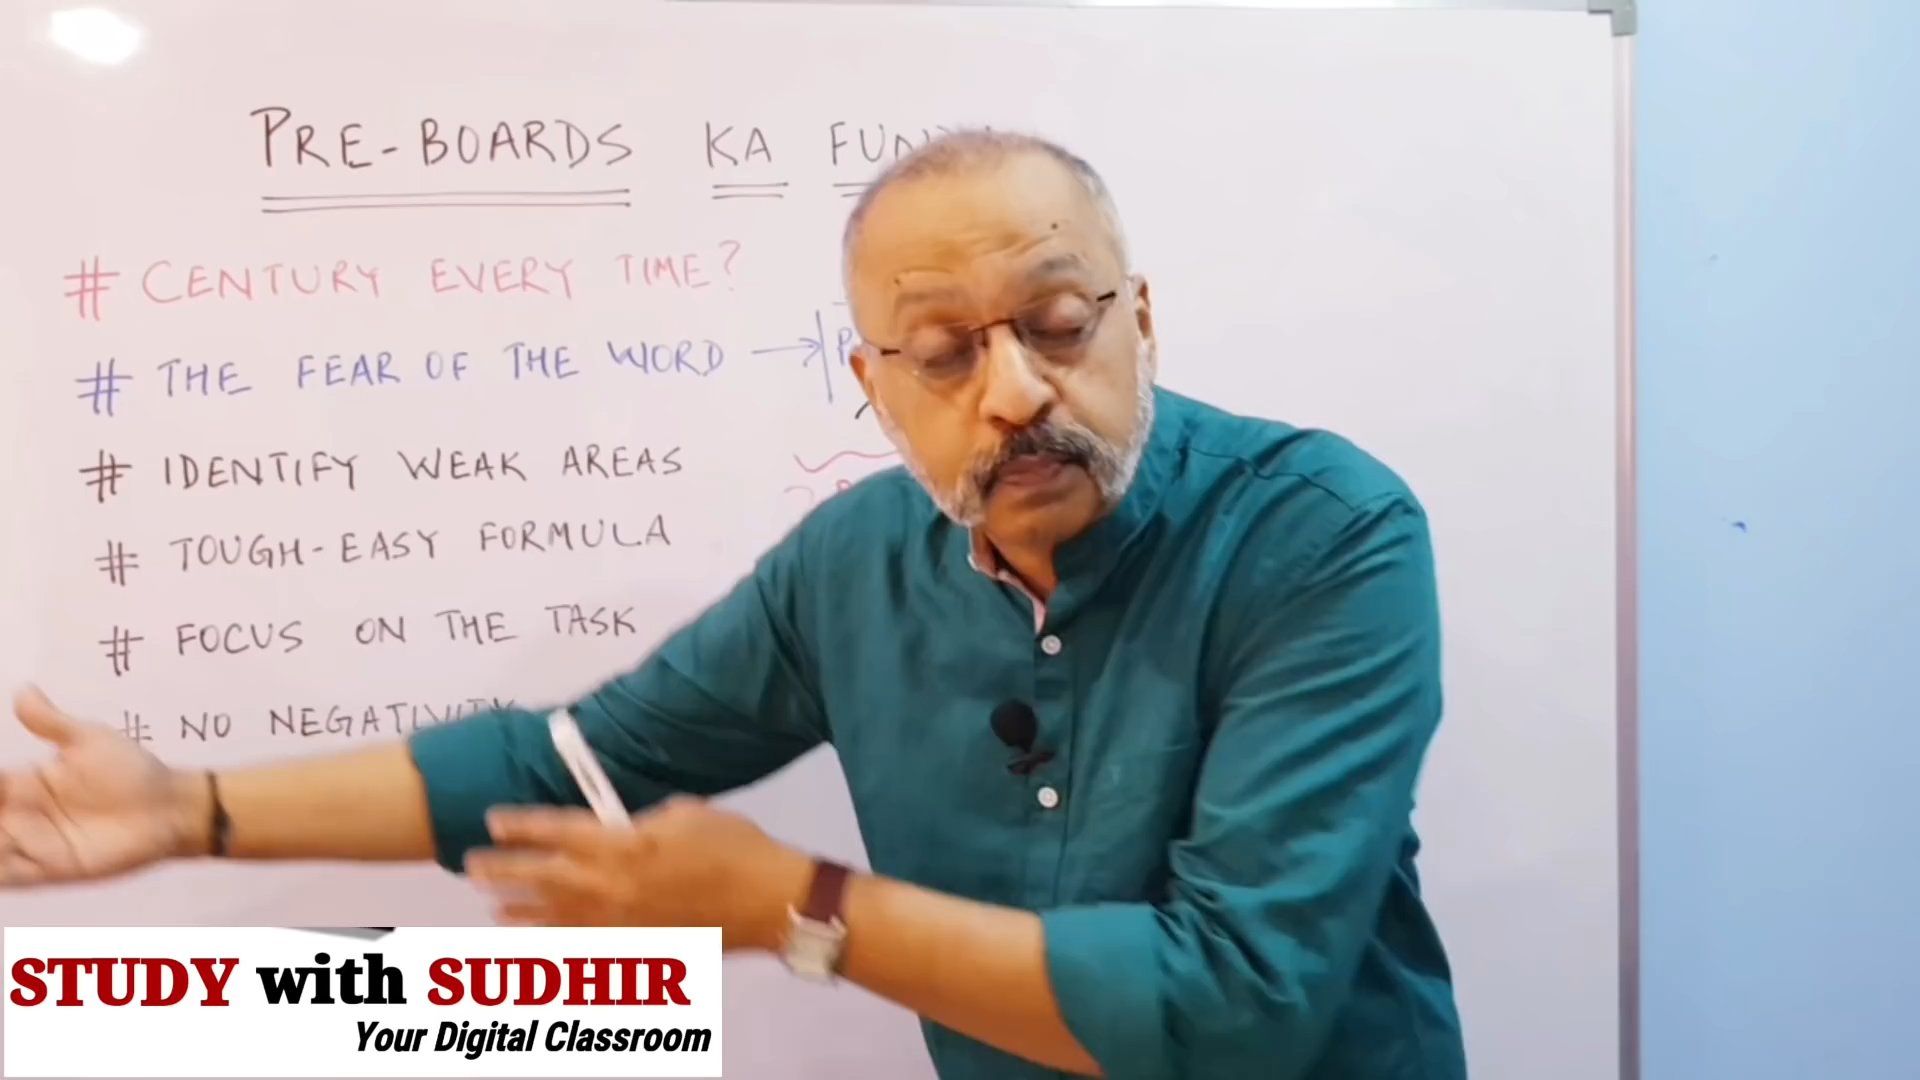 PRE-BOARDS KA
# CENTURY EVERY TIME?
# THE FEAR OF THE WORD →
# IDENTIFY WEAK AREAS
# TOUGH-EASY FORMULA
# FOCUS ON THE TASK
# NO NEGATIVITY
STUDY with SUDHIR
Your Digital Classroom